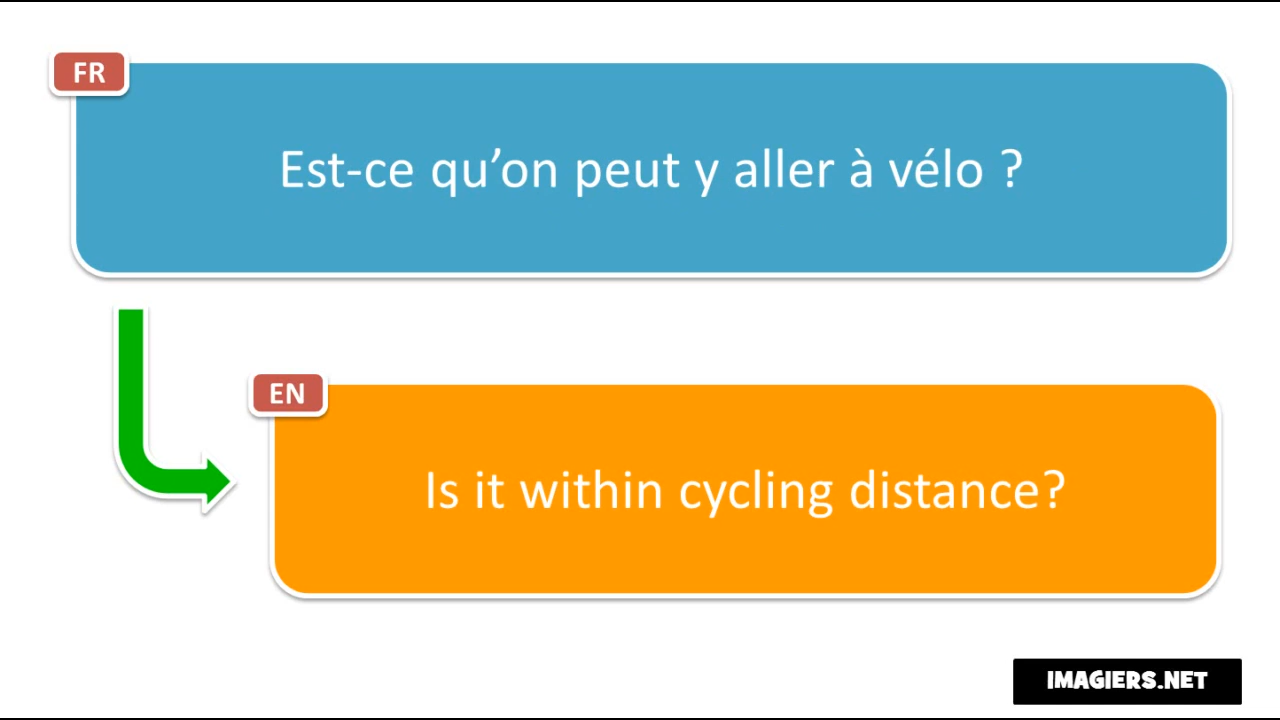 FR
Est-ce qu’on peut y aller à vélo ?
EN
Is it within cycling distance?
IMAGIERS.NET